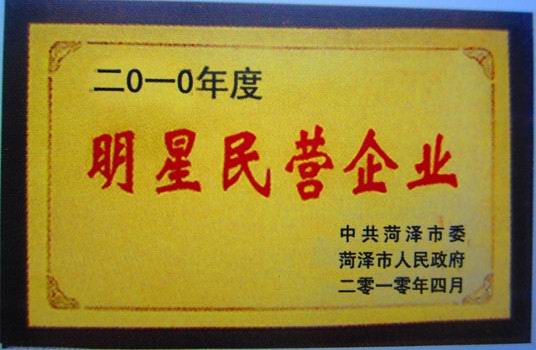 二0一0年度
明星民营企业
中共菏泽市委
菏泽市人民政府
二零一零年四月